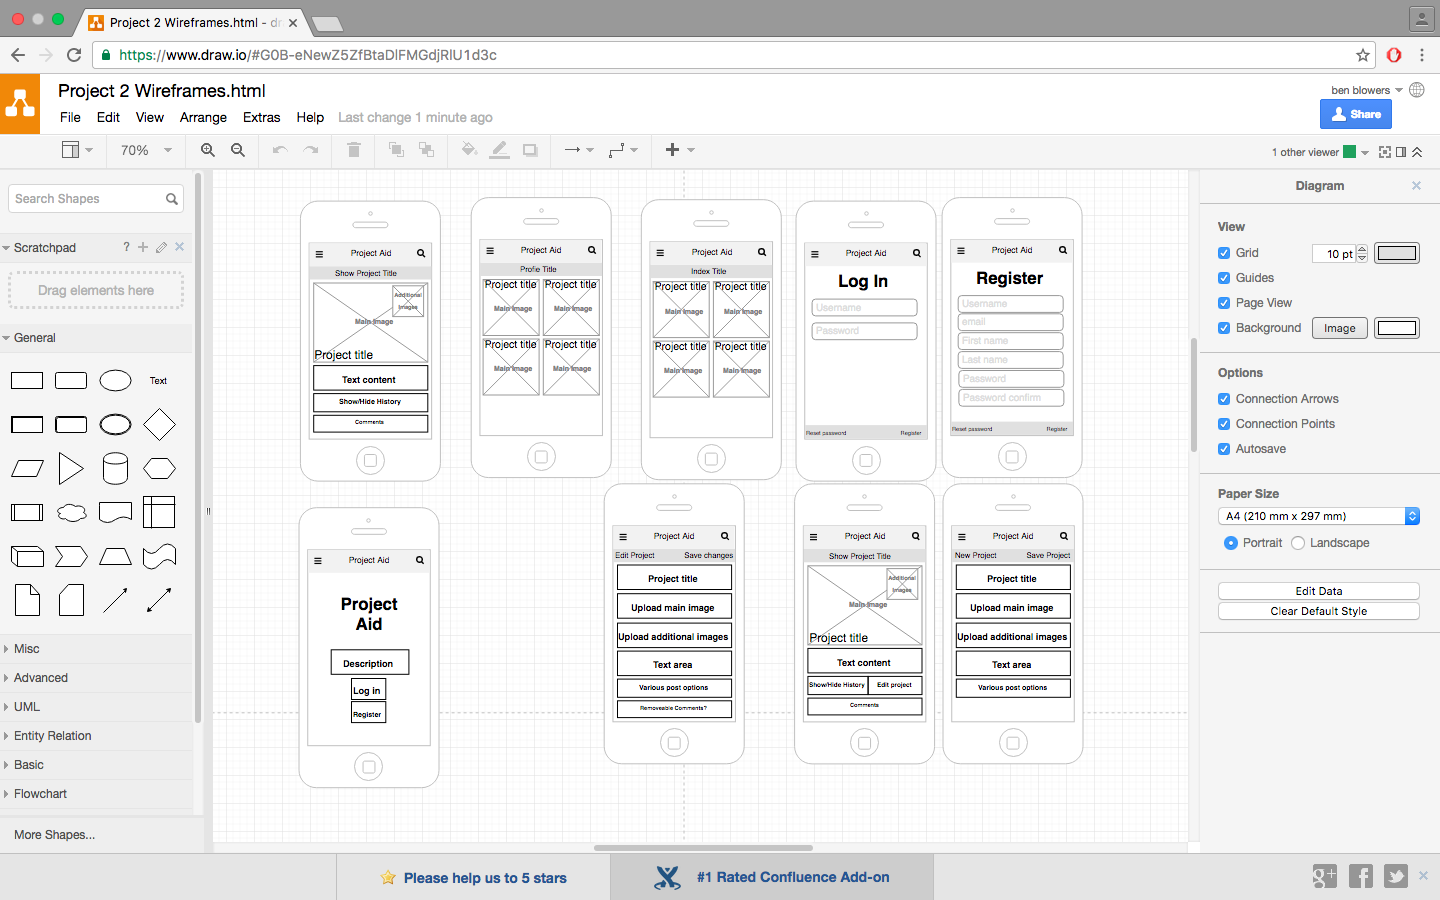 Project 2 Wireframes.html - dr
https://www.draw.io/#G0B-eNewZ5ZfBtaDlFMGdjRlU1d3c
Project 2 Wireframes.html
ben blowers
File Edit View Arrange Extras Help Last change 1 minute ago
Share
70%
1 other viewer
Search Shapes
Scratchpad
?
Drag elements here
General
Text
Misc
Advanced
UML
Entity Relation
Basic
Flowchart
More Shapes...
Project Aid
Show Project Title
Additional
Images
Main Image
Project title
Text content
Show/Hide History
Comments
Project Aid
Profie Title
Project title
Main Image
Project title
Main Image
Project title
Main Image
Project title
Main Image
Project Aid
Index Title
Project title
Main Image
Project title
Main Image
Project title
Main Image
Project title
Main Image
Project Aid
Log In
Username
Password
Reset password Register
Project Aid
Register
Username
email
First name
Last name
Password
Password confirm
Reset password Register
Project Aid
Project
Aid
Description
Log in
Register
Project Aid
Edit Project Save changes
Project title
Upload main image
Upload additional images
Text area
Various post options
Removeable Comments?
Project Aid
Show Project Title
Additional
Images
Main Image
Project title
Text content
Show/Hide History Edit project
Comments
Project Aid
New Project Save Project
Project title
Upload main image
Upload additional images
Text area
Various post options
Diagram
View
Grid 10 pt
Guides
Page View
Background Image
Options
Connection Arrows
Connection Points
Autosave
Paper Size
A4 (210 mm x 297 mm)
Portrait Landscape
Edit Data
Clear Default Style
Please help us to 5 stars
#1 Rated Confluence Add-on